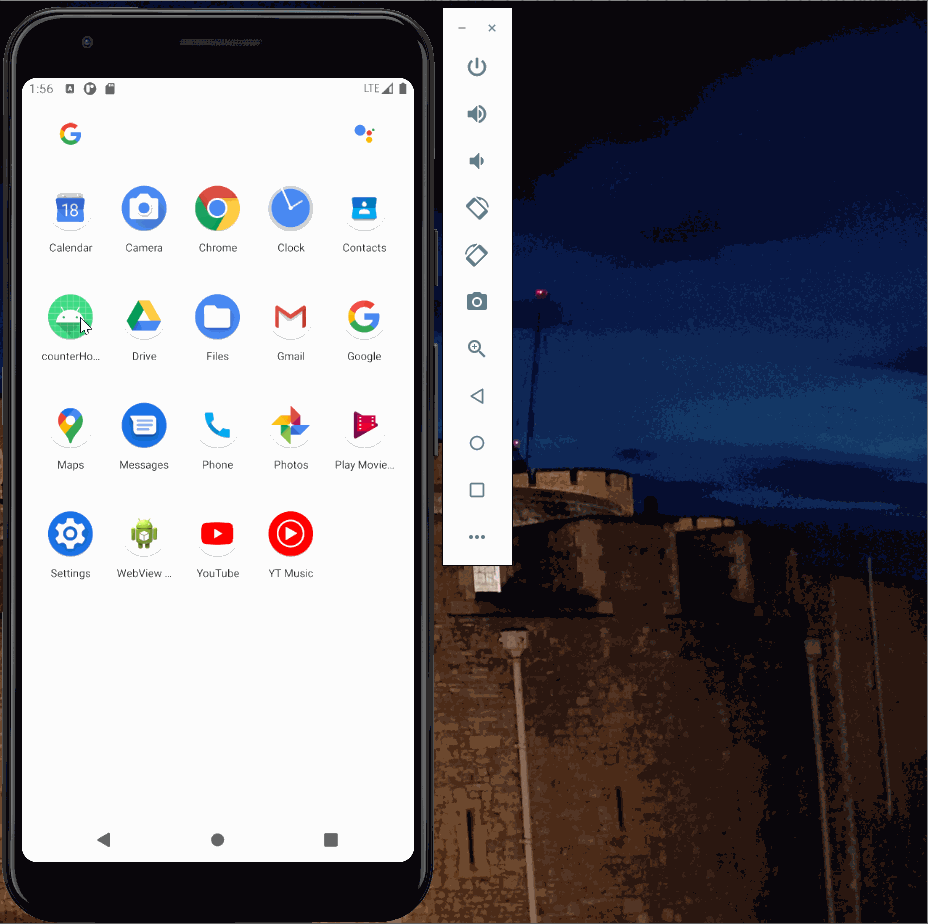 1:56 LTE
18
Calendar Camera Chrome Clock Contacts
counterHo... Drive Files Gmail Google
Maps Messages Phone Photos Play Movie...
Settings WebView ... YouTube YT Music